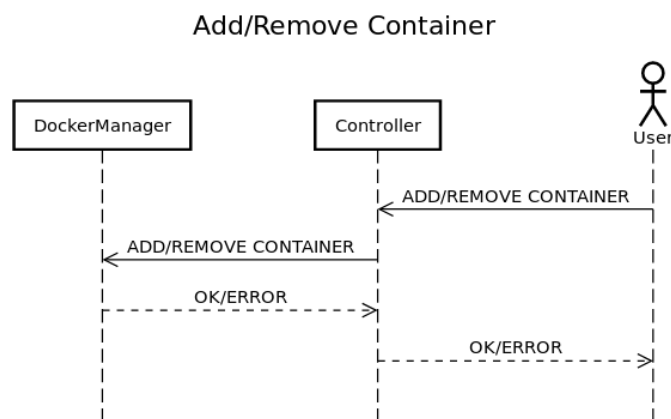 Add/Remove Container
DockerManager
Controller
User
ADD/REMOVE CONTAINER
ADD/REMOVE CONTAINER
OK/ERROR
OK/ERROR